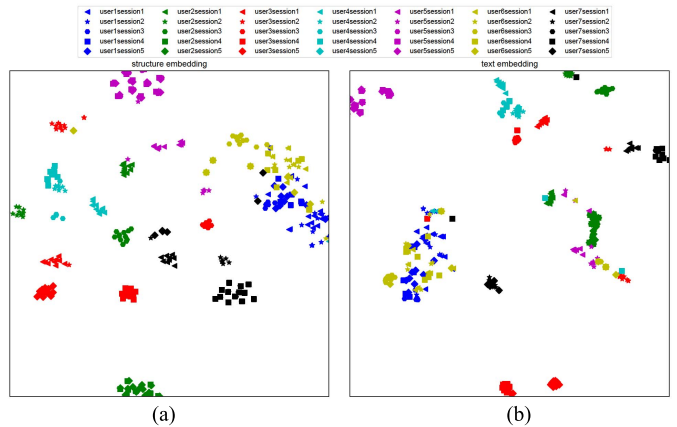 user1session1 user2session1 user3session1 user4session1 user5session1 user6session1 user7session1
user1session2 user2session2 user3session2 user4session2 user5session2 user6session2 user7session2
user1session3 user2session3 user3session3 user4session3 user5session3 user6session3 user7session3
user1session4 user2session4 user3session4 user4session4 user5session4 user6session4 user7session4
user1session5 user2session5 user3session5 user4session5 user5session5 user6session5 user7session5
structure embedding text embedding
(a) (b)